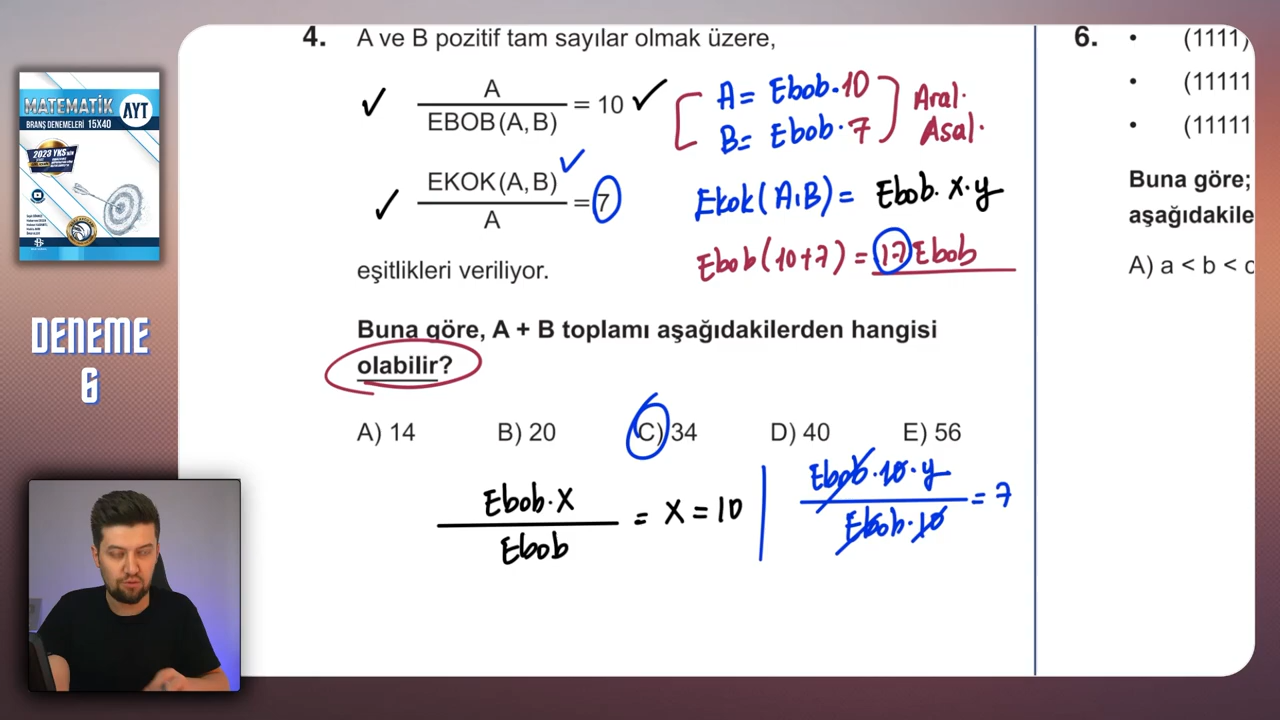 MATEMATİK
AYT
BRANŞ DENEMELERİ 15X40
2023 YKS'NİN
DENEME
6
4. A ve B pozitif tam sayılar olmak üzere,
A
EBOB(A, B)
= 10
EKOK(A, B)
A
= 7
eşitlikleri veriliyor.
Buna göre, A + B toplamı aşağıdakilerden hangisi
olabilir?
A) 14 B) 20 C) 34 D) 40 E) 56
A = Ebob · 10
B = Ebob · 7
Aral.
Asal.
Ekok(A,B) = Ebob · x · y
Ebob(10+7) = 17 Ebob
Ebob · x
Ebob
= x = 10
Ebob · 10 · y
Ebob · 10
= 7
6. • (1111)
• (11111
• (11111
Buna göre;
aşağıdakile
A) a < b < c